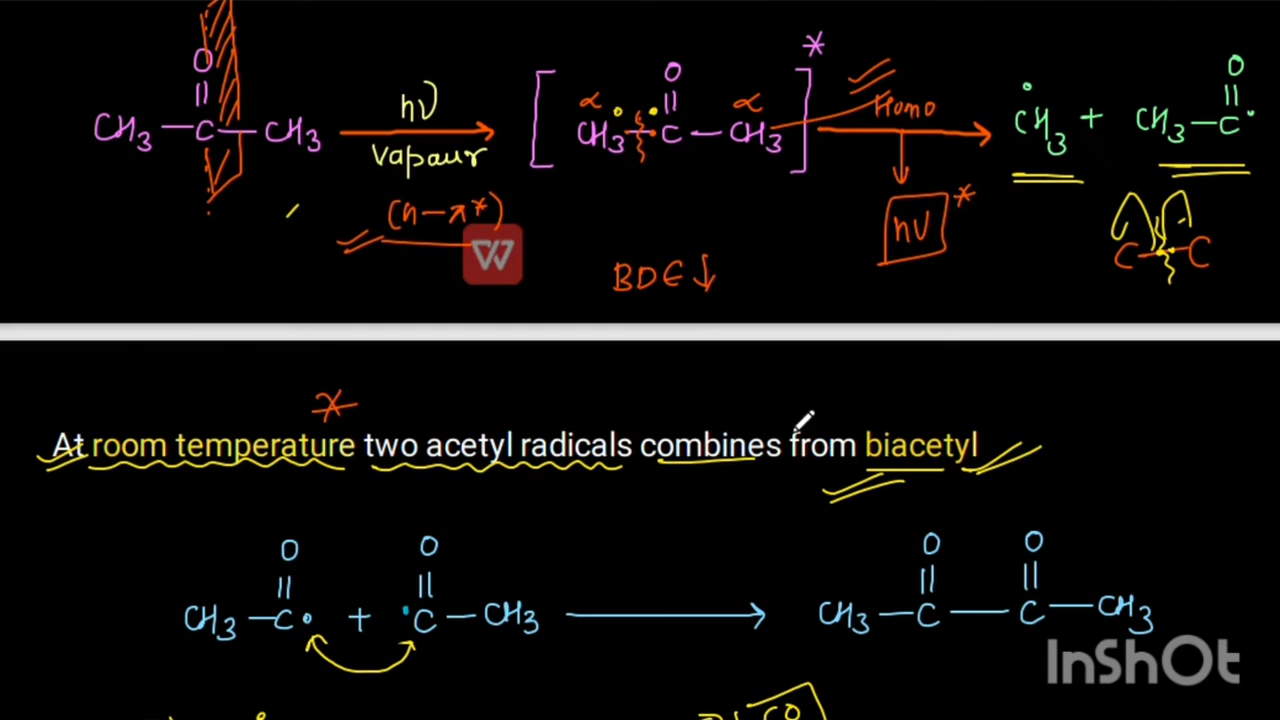 O O *
|| hν α . . || α Homo . O
CH3 — C — CH3 → [ CH3 — C — CH3 ] → CH3 + CH3 — C .
vapour
(n-π*) hν * C — C
BDE↓
At room temperature two acetyl radicals combines from biacetyl
O O O O
|| || || ||
CH3 — C . + . C — CH3 → CH3 — C — C — CH3
InShOt
CO